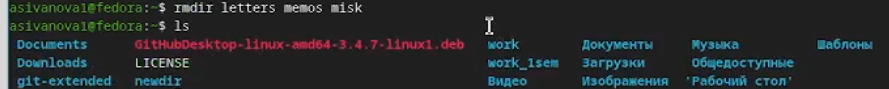 asivanova1@fedora:~$ rmdir letters memos misk
asivanova1@fedora:~$ ls
Documents GitHubDesktop-linux-amd64-3.4.7-linux1.deb work Документы Музыка Шаблоны
Downloads LICENSE work_1sem Загрузки Общедоступные
git-extended newdir Видео Изображения 'Рабочий стол'